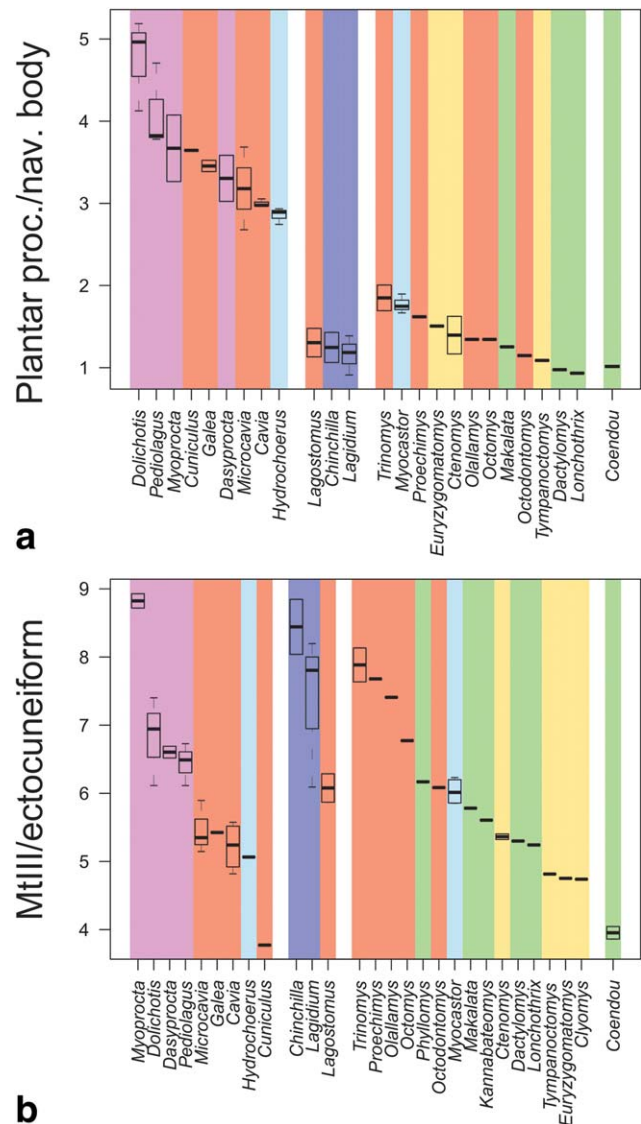 Plantar proc./nav. body
5
4
3
2
1
Dolichotis
Pediolagus
Myoprocta
Cuniculus
Galea
Dasyprocta
Microcavia
Cavia
Hydrochoerus
Lagostomus
Chinchilla
Lagidium
Trinomys
Myocastor
Proechimys
Euryzygomatomys
Ctenomys
Olallamys
Octomys
Makalata
Octodontomys
Tympanoctomys
Dactylomys
Lonchothrix
Coendou
a
MtIII/ectocuneiform
9
8
7
6
5
4
Myoprocta
Dolichotis
Dasyprocta
Pediolagus
Microcavia
Galea
Cavia
Hydrochoerus
Cuniculus
Chinchilla
Lagidium
Lagostomus
Trinomys
Proechimys
Olallamys
Octomys
Phyllomys
Octodontomys
Myocastor
Makalata
Kannabateomys
Ctenomys
Dactylomys
Lonchothrix
Tympanoctomys
Euryzygomatomys
Clyomys
Coendou
b